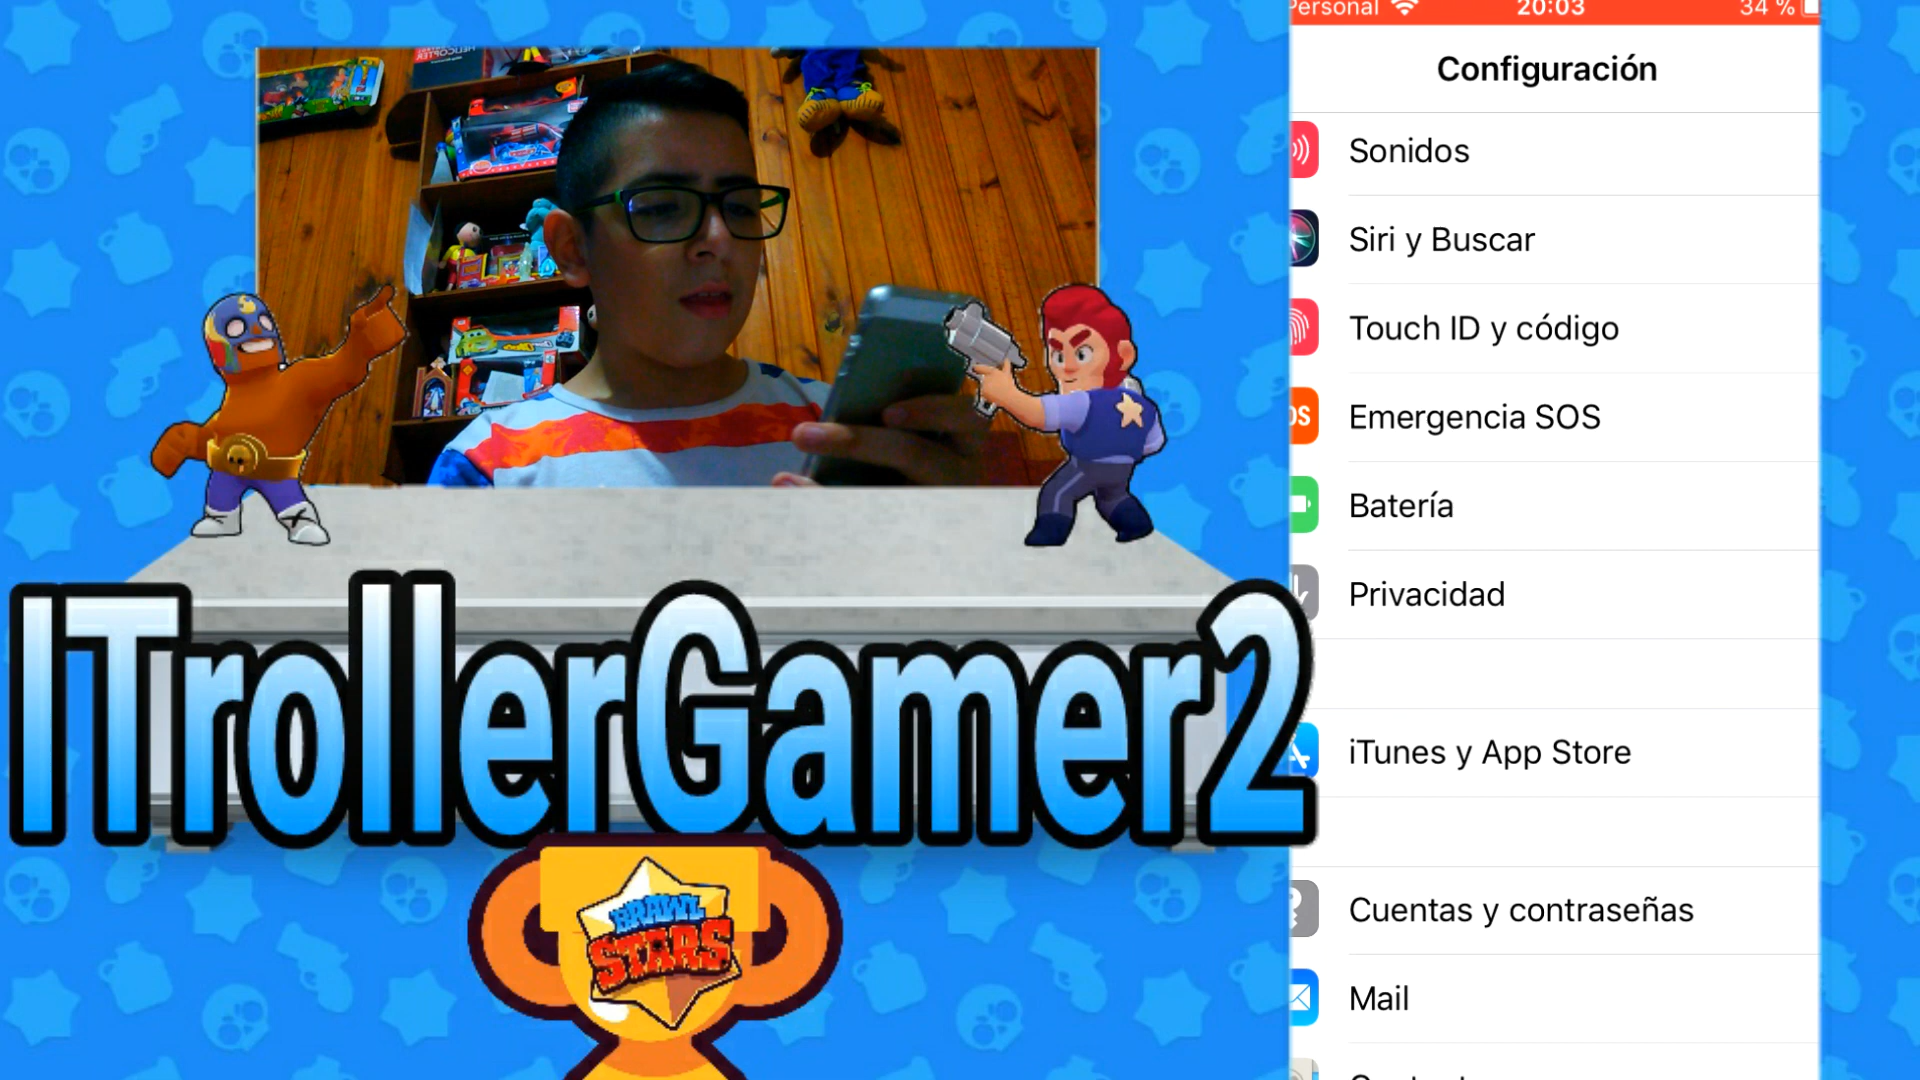 Personal 20:03 34 %
Configuración
Sonidos
Siri y Buscar
Touch ID y código
Emergencia SOS
Batería
Privacidad
iTunes y App Store
Cuentas y contraseñas
Mail
HELICOPTER
ITrollerGamer2
BRAWL
STARS